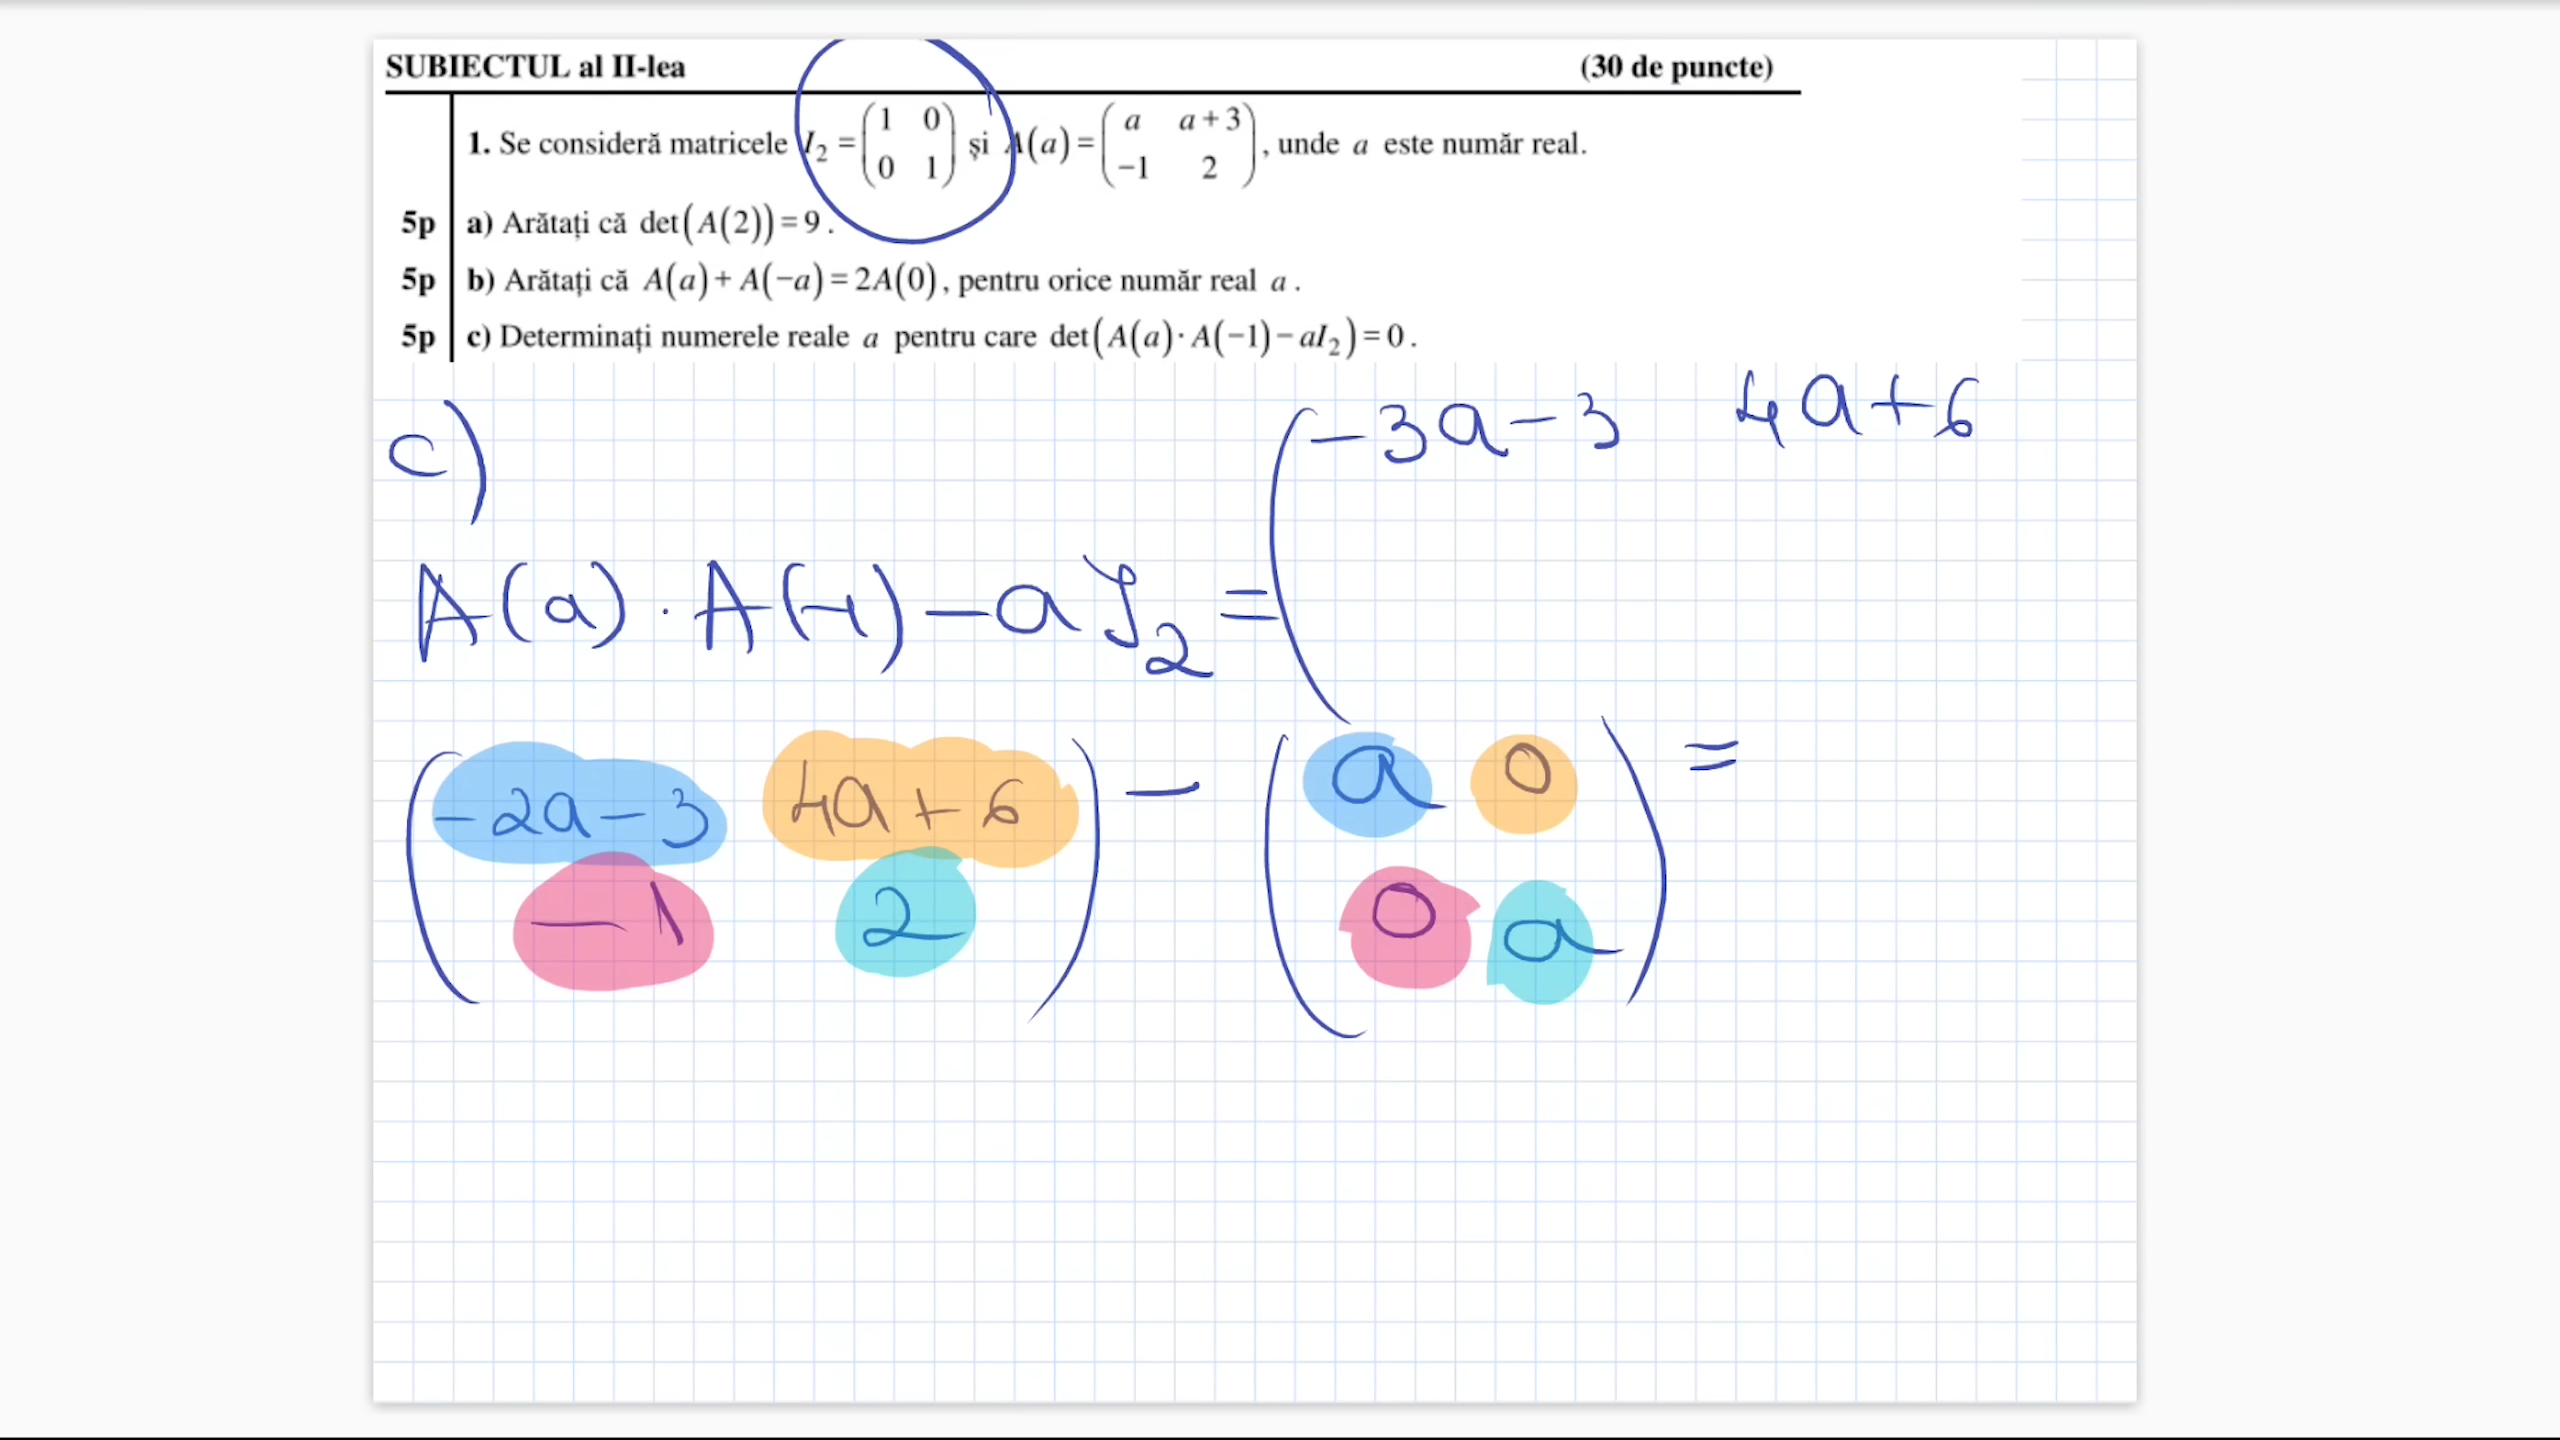 SUBIECTUL al II-lea (30 de puncte)
1. Se consideră matricele I₂ = (1 0; 0 1) și A(a) = (a a+3; −1 2), unde a este număr real.
5p a) Arătați că det(A(2)) = 9.
5p b) Arătați că A(a) + A(−a) = 2A(0), pentru orice număr real a.
5p c) Determinați numerele reale a pentru care det(A(a)·A(−1) − aI₂) = 0.
c)
A(a)·A(−1) − aI₂ = (−3a−3 4a+6
(−2a−3 4a+6; −1 2) − (a 0; 0 a) =